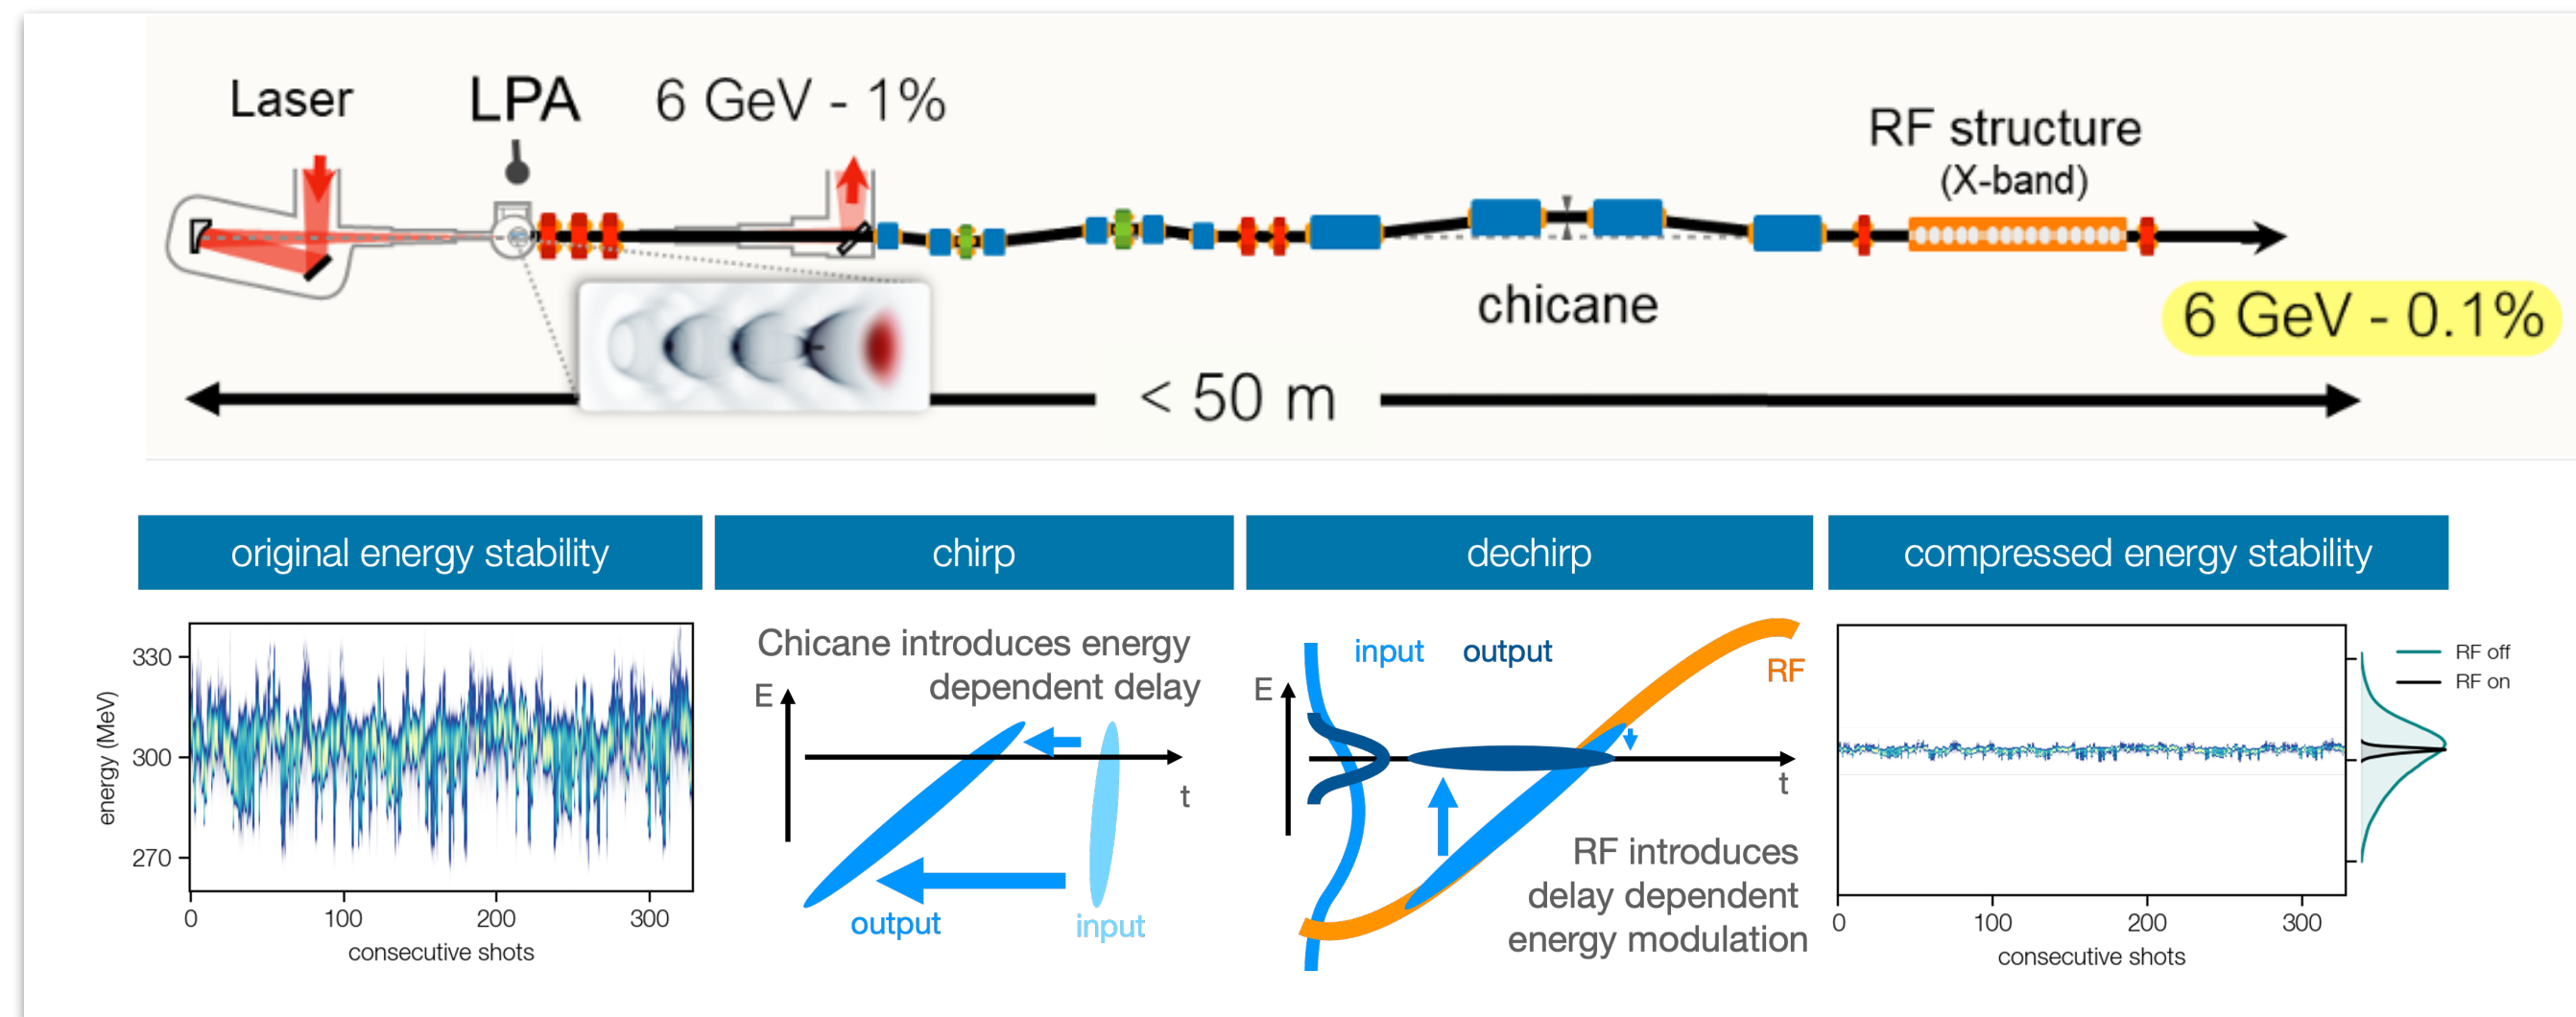 Laser
LPA
6 GeV - 1%
RF structure
(X-band)
chicane
6 GeV - 0.1%
< 50 m
original energy stability
chirp
dechirp
compressed energy stability
330
300
270
energy (MeV)
0
100
200
300
consecutive shots
Chicane introduces energy
dependent delay
E
t
output
input
input
output
RF
E
t
RF introduces
delay dependent
energy modulation
RF off
RF on
0
100
200
300
consecutive shots